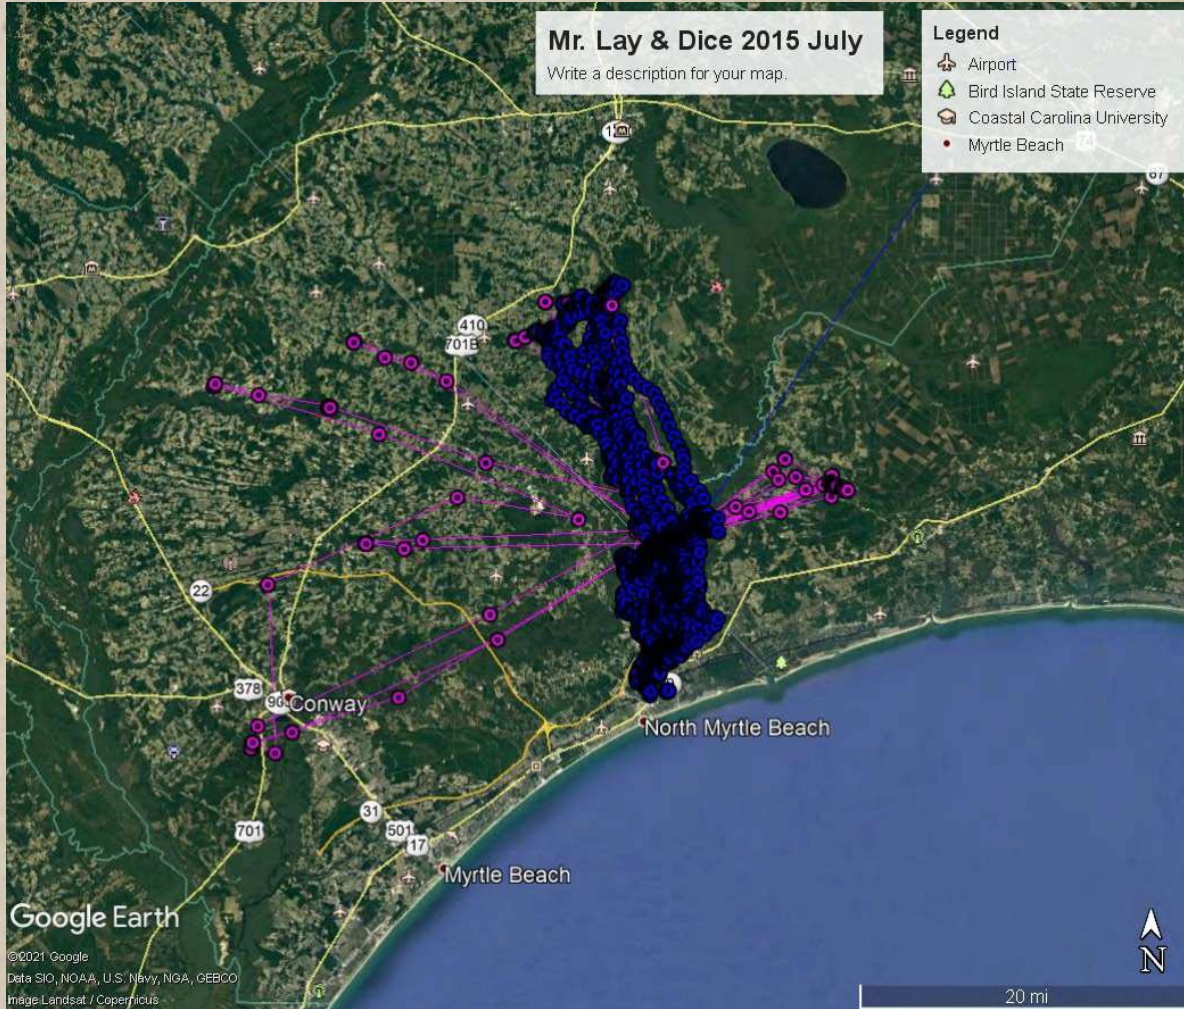 Mr. Lay & Dice 2015 July
Write a description for your map.
Legend
Airport
Bird Island State Reserve
Coastal Carolina University
Myrtle Beach
74
87
410
701B
22
378
Conway
North Myrtle Beach
31
701
501
17
Myrtle Beach
Google Earth
©2021 Google
Data SIO, NOAA, U.S. Navy, NGA, GEBCO
Image Landsat / Copernicus
N
20 mi